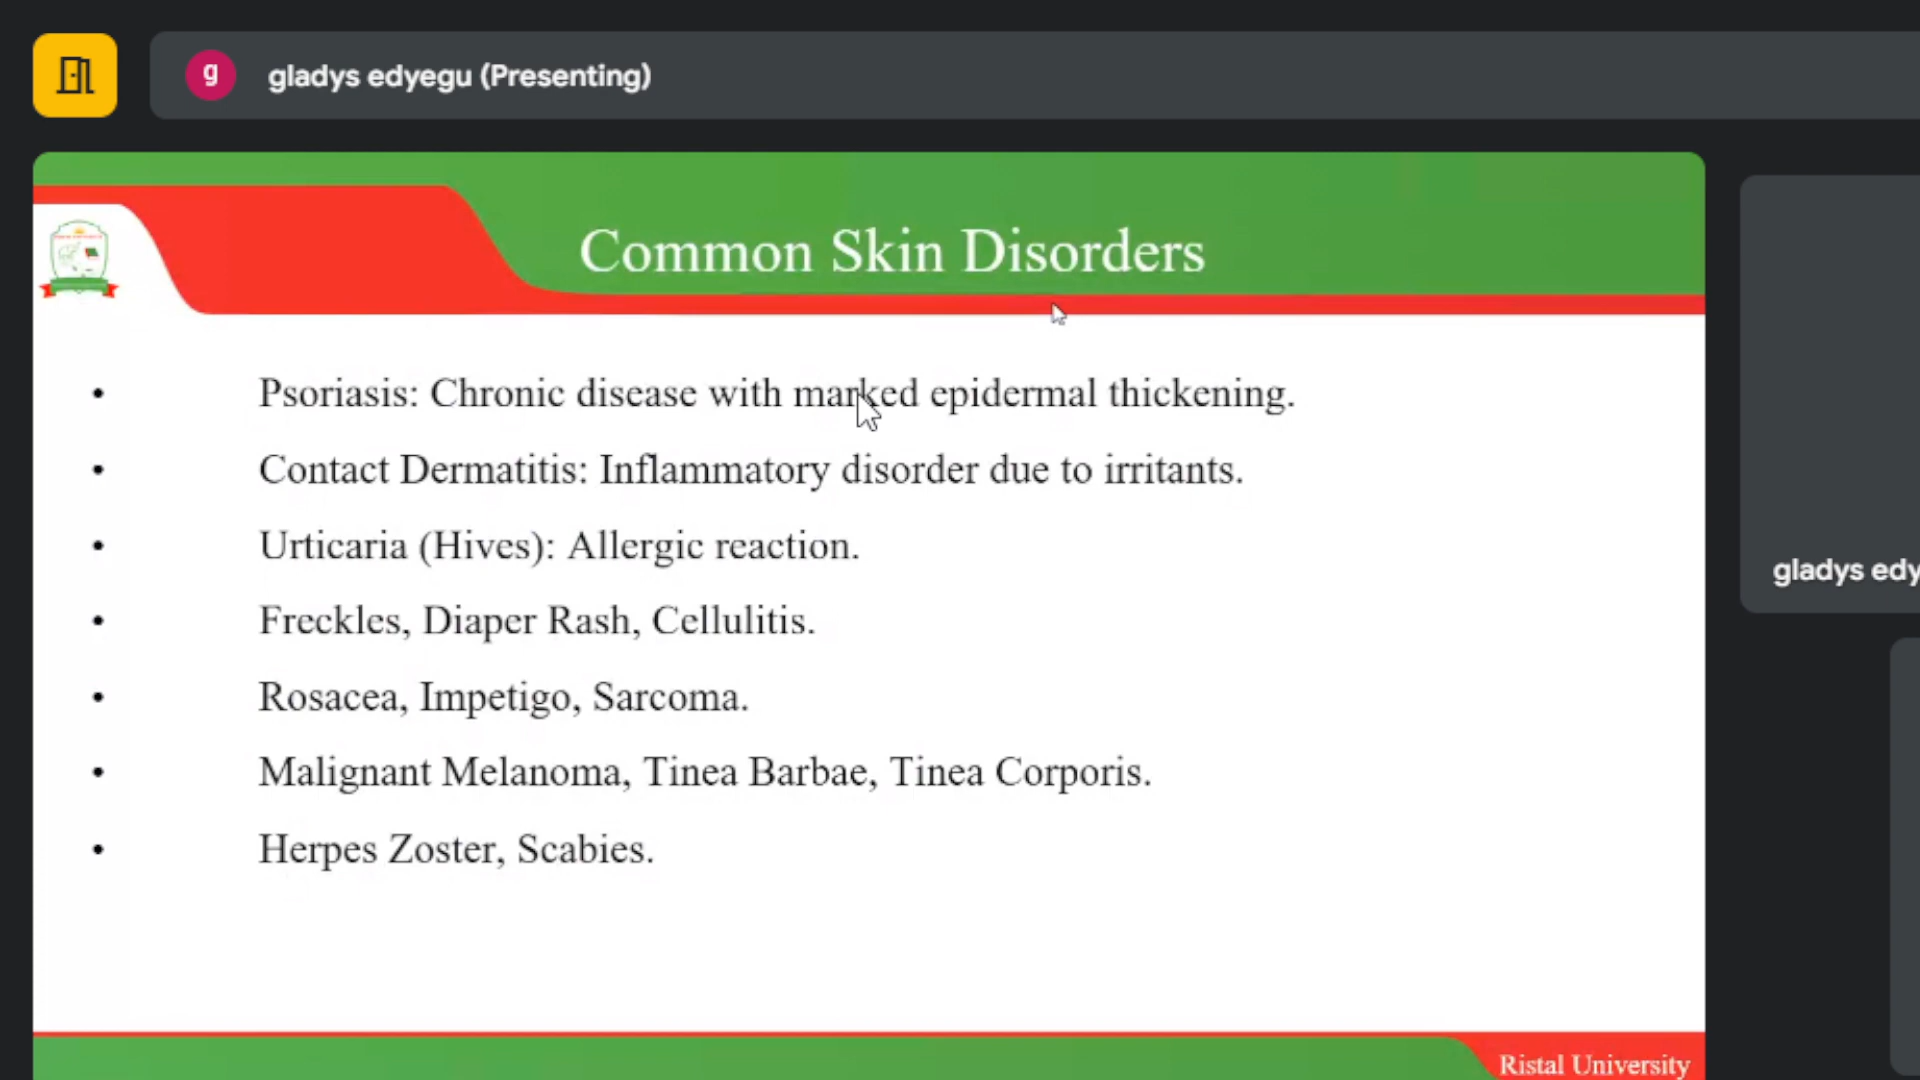 g
gladys edyegu (Presenting)
Common Skin Disorders
• Psoriasis: Chronic disease with marked epidermal thickening.
• Contact Dermatitis: Inflammatory disorder due to irritants.
• Urticaria (Hives): Allergic reaction.
• Freckles, Diaper Rash, Cellulitis.
• Rosacea, Impetigo, Sarcoma.
• Malignant Melanoma, Tinea Barbae, Tinea Corporis.
• Herpes Zoster, Scabies.
gladys edy
Ristal University